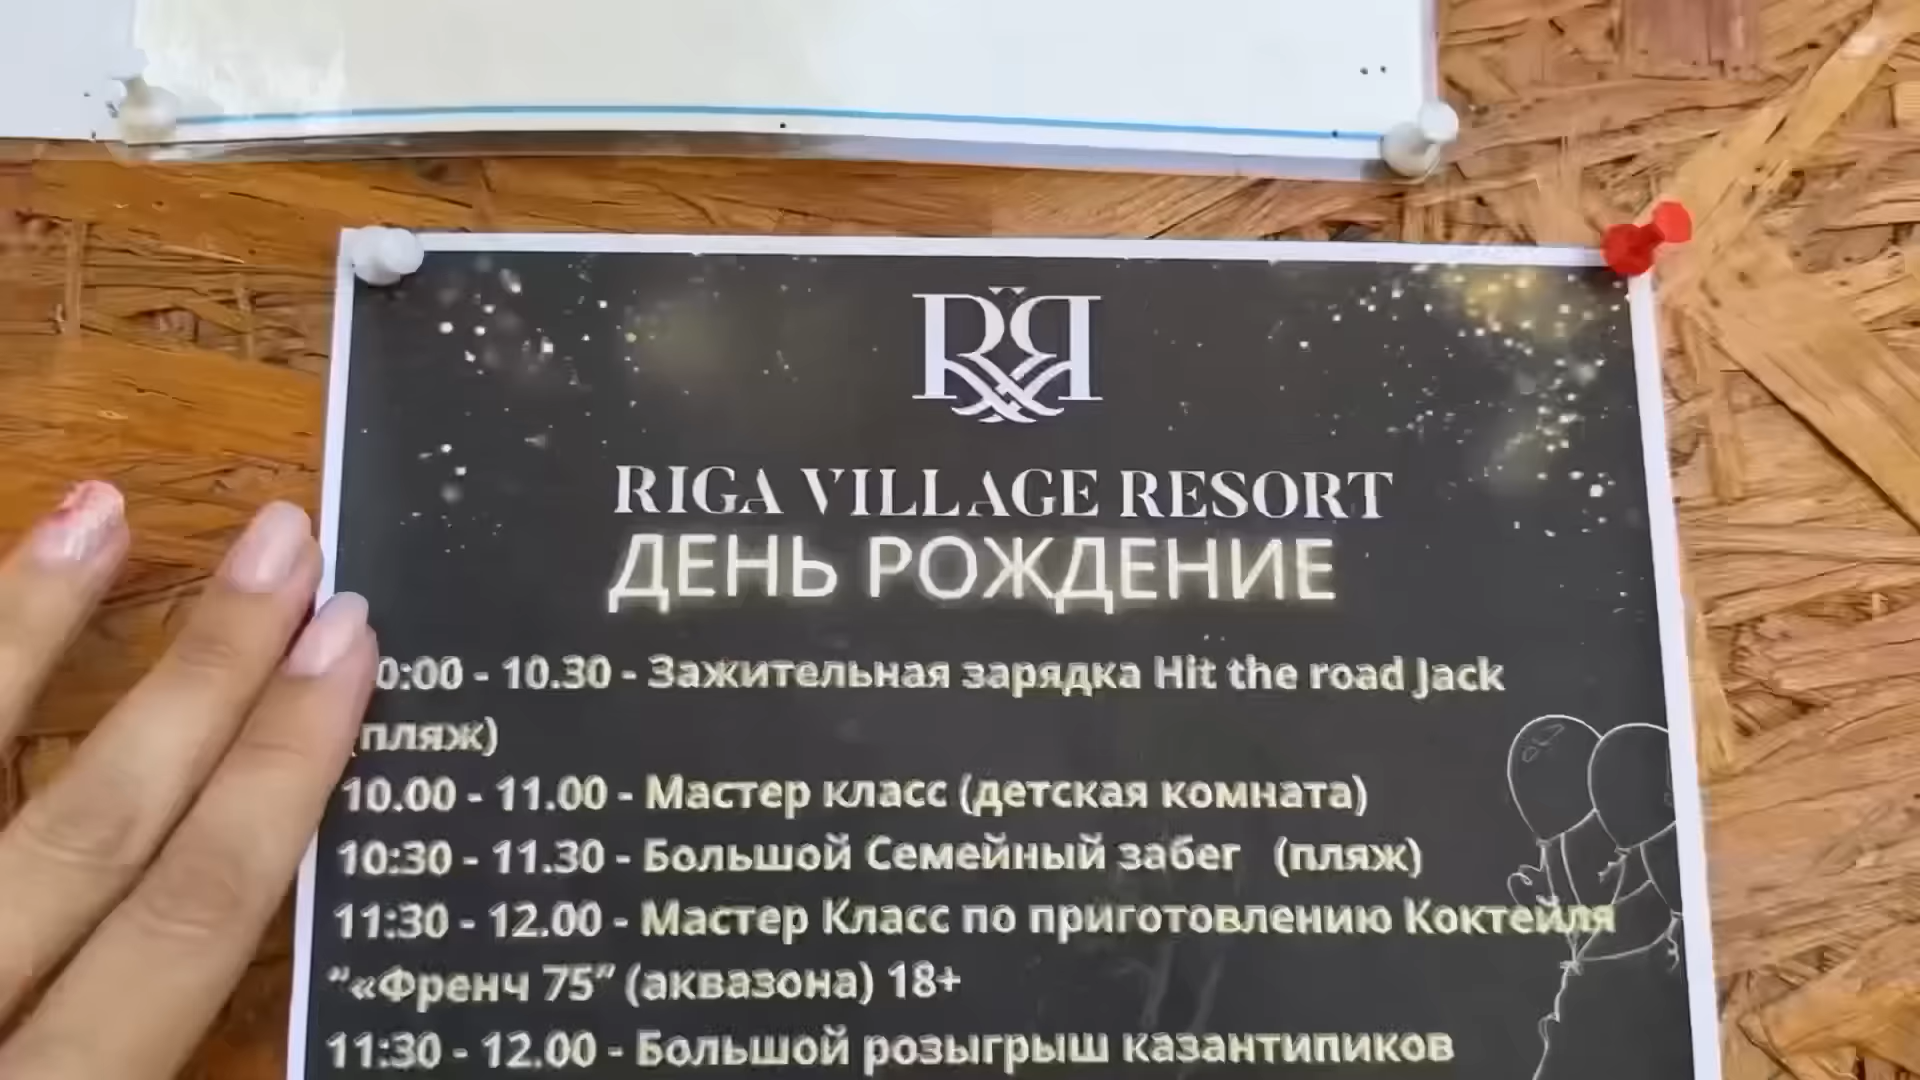 RIGA VILLAGE RESORT
ДЕНЬ РОЖДЕНИЕ
0:00 - 10.30 - Зажительная зарядка Hit the road Jack
(пляж)
10.00 - 11.00 - Мастер класс (детская комната)
10:30 - 11.30 - Большой Семейный забег (пляж)
11:30 - 12.00 - Мастер Класс по приготовлению Коктейля
“«Френч 75” (аквазона) 18+
11:30 - 12.00 - Большой розыгрыш казантипиков